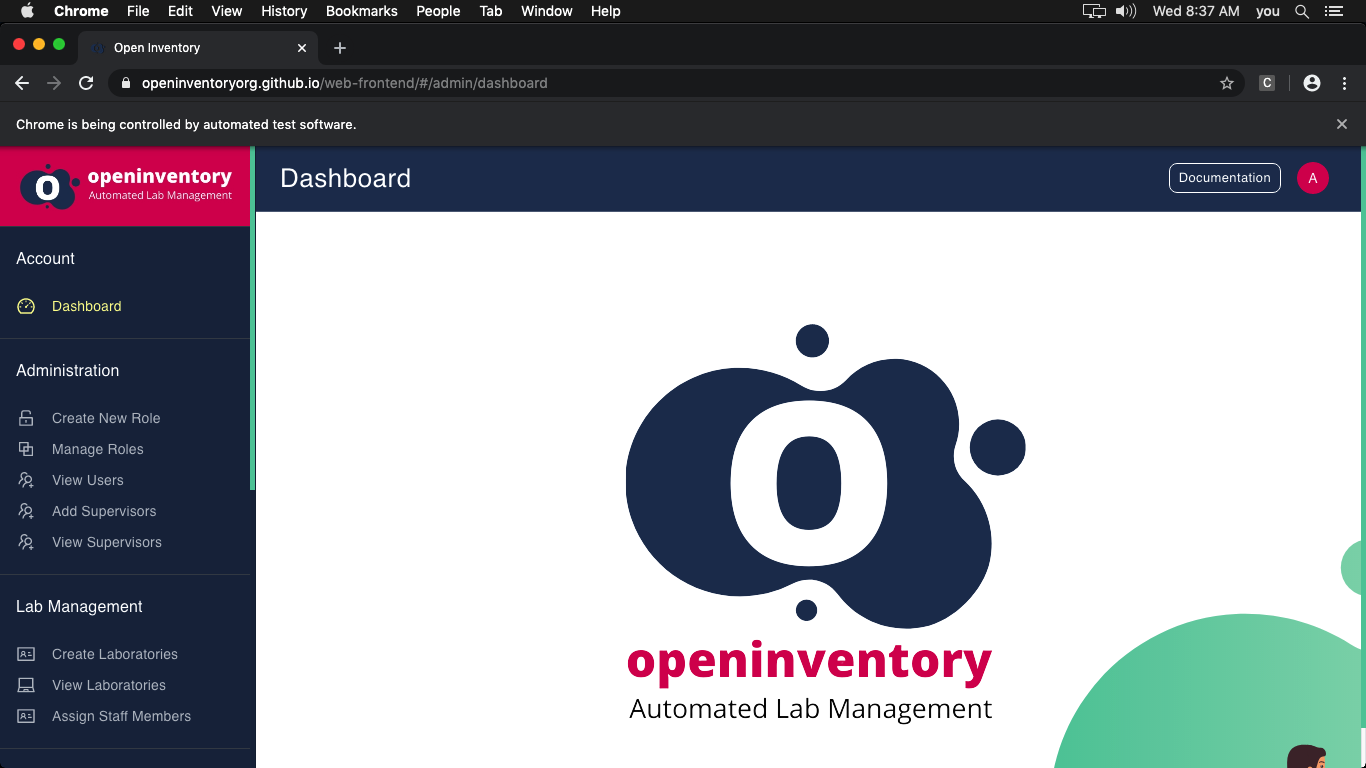 Chrome File Edit View History Bookmarks People Tab Window Help Wed 8:37 AM you
Open Inventory
openinventoryorg.github.io/web-frontend/#/admin/dashboard C
Chrome is being controlled by automated test software.
O openinventory
Automated Lab Management
Dashboard Documentation A
Account
Dashboard
Administration
Create New Role
Manage Roles
View Users
Add Supervisors
View Supervisors
Lab Management
Create Laboratories
View Laboratories
Assign Staff Members
O
openinventory
Automated Lab Management